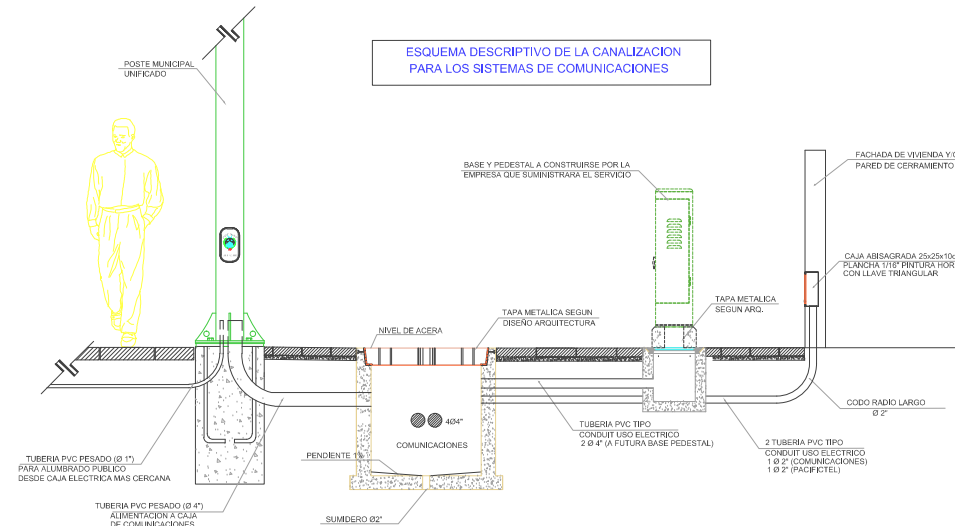 ESQUEMA DESCRIPTIVO DE LA CANALIZACION
PARA LOS SISTEMAS DE COMUNICACIONES
POSTE MUNICIPAL
UNIFICADO
BASE Y PEDESTAL A CONSTRUIRSE POR LA
EMPRESA QUE SUMINISTRARA EL SERVICIO
FACHADA DE VIVIENDA Y/O
PARED DE CERRAMIENTO
CAJA ABISAGRADA 25x25x10c
PLANCHA 1/16" PINTURA HOR
CON LLAVE TRIANGULAR
TAPA METALICA
SEGUN ARQ.
TAPA METALICA SEGUN
DISEÑO ARQUITECTURA
NIVEL DE ACERA
CODO RADIO LARGO
Ø 2"
4Ø4"
COMUNICACIONES
TUBERIA PVC TIPO
CONDUIT USO ELECTRICO
2 Ø 4" (A FUTURA BASE PEDESTAL)
2 TUBERIA PVC TIPO
CONDUIT USO ELECTRICO
1 Ø 2" (COMUNICACIONES)
1 Ø 2" (PACIFICTEL)
PENDIENTE 1%
TUBERIA PVC PESADO (Ø 1")
PARA ALUMBRADO PUBLICO
DESDE CAJA ELECTRICA MAS CERCANA
TUBERIA PVC PESADO (Ø 4")
ALIMENTACION A CAJA
DE COMUNICACIONES
SUMIDERO Ø2"